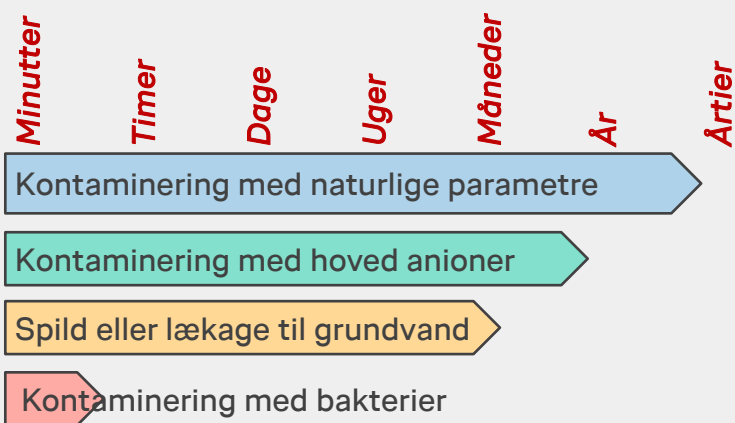 Minutter
Timer
Dage
Uger
Måneder
År
Årtier
Kontaminering med naturlige parametre
Kontaminering med hoved anioner
Spild eller lækage til grundvand
Kontaminering med bakterier